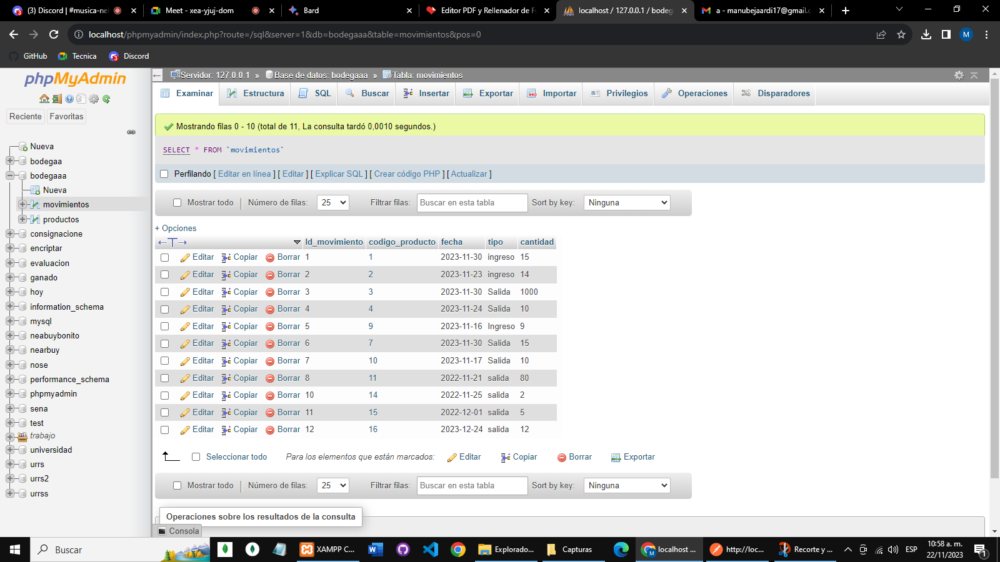 (3) Discord | #musica-nel
Meet - xea-yjuj-dom
Bard
Editor PDF y Rellenador de F
localhost / 127.0.0.1 / bodeg
a - manubejaardi17@gmail.c
localhost/phpmyadmin/index.php?route=/sql&server=1&db=bodegaaa&table=movimientos&pos=0
M
GitHub
Tecnica
Discord
phpMyAdmin
Reciente
Favoritas
Nueva
bodegaa
bodegaaa
Nueva
movimientos
productos
consignacione
encriptar
evaluacion
ganado
hoy
information_schema
mysql
neabuybonito
nearbuy
nose
performance_schema
phpmyadmin
sena
test
trabajo
universidad
urrs
urrs2
urrss
Servidor: 127.0.0.1 » Base de datos: bodegaaa » Tabla: movimientos
Examinar
Estructura
SQL
Buscar
Insertar
Exportar
Importar
Privilegios
Operaciones
Disparadores
Mostrando filas 0 - 10 (total de 11, La consulta tardó 0,0010 segundos.)
SELECT * FROM `movimientos`
Perfilando [ Editar en línea ] [ Editar ] [ Explicar SQL ] [ Crear código PHP ] [ Actualizar ]
Mostrar todo | Número de filas: 25 Filtrar filas: Buscar en esta tabla Sort by key: Ninguna
+ Opciones
Id_movimiento codigo_producto fecha tipo cantidad
Editar Copiar Borrar 1 1 2023-11-30 ingreso 15
Editar Copiar Borrar 2 2 2023-11-23 ingreso 14
Editar Copiar Borrar 3 3 2023-11-30 Salida 1000
Editar Copiar Borrar 4 4 2023-11-24 Salida 10
Editar Copiar Borrar 5 9 2023-11-16 Ingreso 9
Editar Copiar Borrar 6 7 2023-11-30 Salida 15
Editar Copiar Borrar 7 10 2023-11-17 Salida 10
Editar Copiar Borrar 8 11 2022-11-21 salida 80
Editar Copiar Borrar 10 14 2022-11-25 salida 2
Editar Copiar Borrar 11 15 2022-12-01 salida 5
Editar Copiar Borrar 12 16 2023-12-24 salida 12
Seleccionar todo Para los elementos que están marcados: Editar Copiar Borrar Exportar
Mostrar todo | Número de filas: 25 Filtrar filas: Buscar en esta tabla Sort by key: Ninguna
Operaciones sobre los resultados de la consulta
Consola
Buscar
XAMPP C...
Explorado...
Capturas
localhost ...
http://loc...
Recorte y ...
ESP
10:58 a. m.
22/11/2023
1